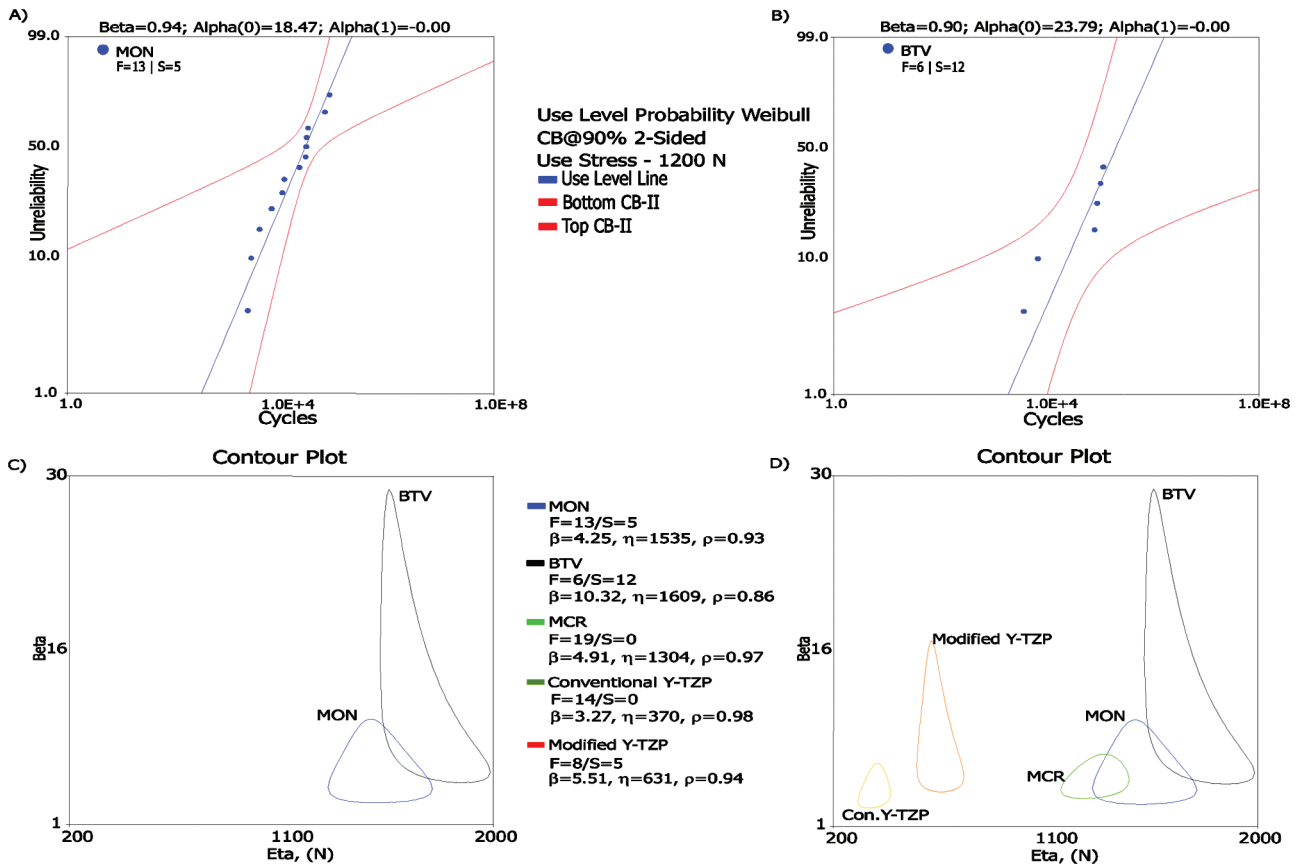 A)
Beta=0.94; Alpha(0)=18.47; Alpha(1)=-0.00
99.0
MON
F=13 | S=5
50.0
Unreliability
10.0
1.0
1.0
1.0E+4
1.0E+8
Cycles
Use Level Probability Weibull
CB@90% 2-Sided
Use Stress - 1200 N
Use Level Line
Bottom CB-II
Top CB-II
B)
Beta=0.90; Alpha(0)=23.79; Alpha(1)=-0.00
99.0
BTV
F=6 | S=12
50.0
Unreliability
10.0
1.0
1.0
1.0E+4
1.0E+8
Cycles
C)
Contour Plot
30
BTV
16
Beta
MON
1
200
1100
2000
Eta, (N)
MON
F=13/S=5
β=4.25, η=1535, ρ=0.93
BTV
F=6/S=12
β=10.32, η=1609, ρ=0.86
MCR
F=19/S=0
β=4.91, η=1304, ρ=0.97
Conventional Y-TZP
F=14/S=0
β=3.27, η=370, ρ=0.98
Modified Y-TZP
F=8/S=5
β=5.51, η=631, ρ=0.94
D)
Contour Plot
30
BTV
16
Beta
Modified Y-TZP
MON
MCR
Con.Y-TZP
1
200
1100
2000
Eta, (N)